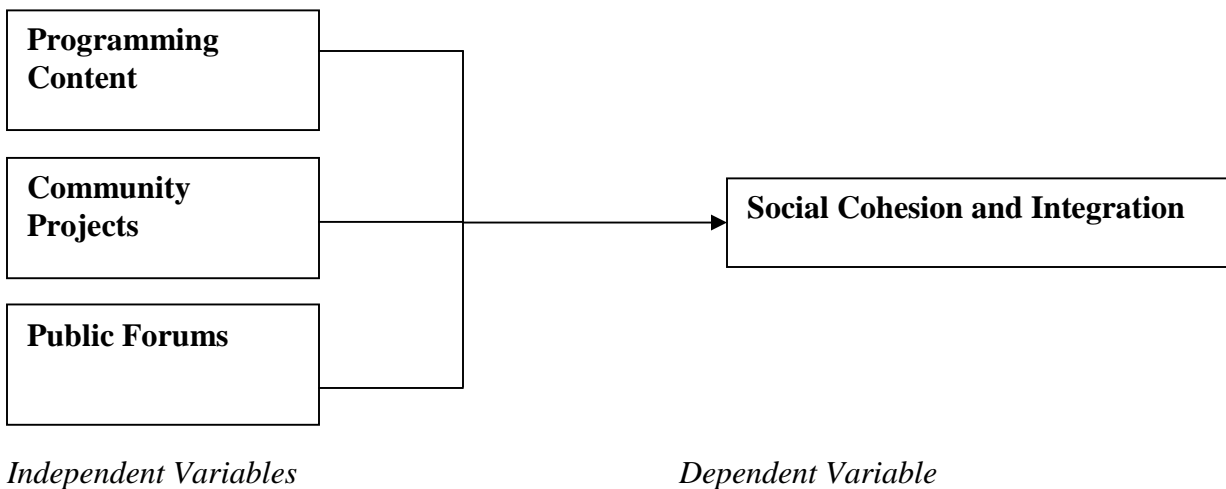 Programming
Content
Community
Projects
Social Cohesion and Integration
Public Forums
Independent Variables
Dependent Variable